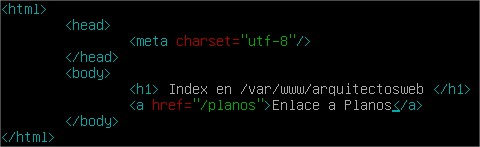 <html>
<head>
<meta charset="utf-8"/>
</head>
<body>
<h1> Index en /var/www/arquitectosweb </h1>
<a href="/planos">Enlace a Planos</a>
</body>
</html>